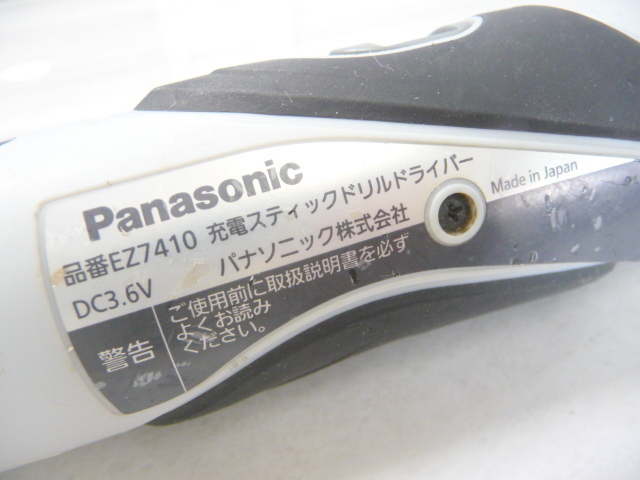 Panasonic
品番EZ7410 充電スティックドリルドライバー
DC3.6V パナソニック株式会社
Made in Japan
警告
ご使用前に取扱説明書を必ず
よくお読み
ください。